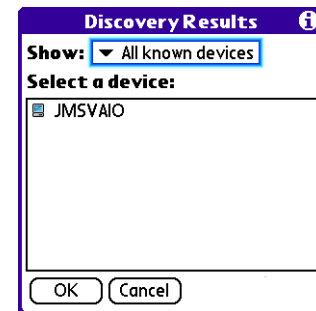 Discovery Results
Show: All known devices
Select a device:
JMSVAIO
OK Cancel